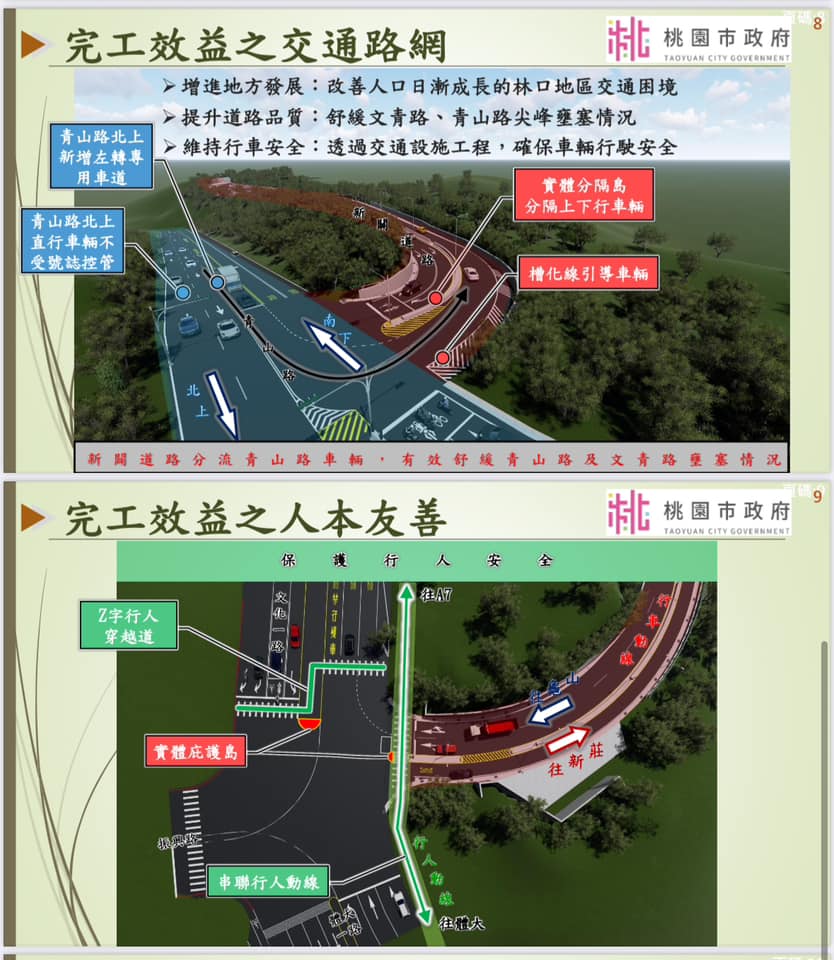 頁碼 8
8
完工效益之交通路網
桃園市政府
TAOYUAN CITY GOVERNMENT
➢增進地方發展：改善人口日漸成長的林口地區交通困境
➢提升道路品質：舒緩文青路、青山路尖峰壅塞情況
➢維持行車安全：透過交通設施工程，確保車輛行駛安全
青山路北上
新增左轉專
用車道
實體分隔島
分隔上下行車輛
青山路北上
直行車輛不
受號誌控管
新闢道路
槽化線引導車輛
南下
青山路
北上
新闢道路分流青山路車輛，有效舒緩青山路及文青路壅塞情況
9
完工效益之人本友善
桃園市政府
TAOYUAN CITY GOVERNMENT
保護行人安全
往A7
文化一路
行車動線
Z字行人
穿越道
往龜山
實體庇護島
往新莊
振興路
行人動線
串聯行人動線
體大一路
往體大